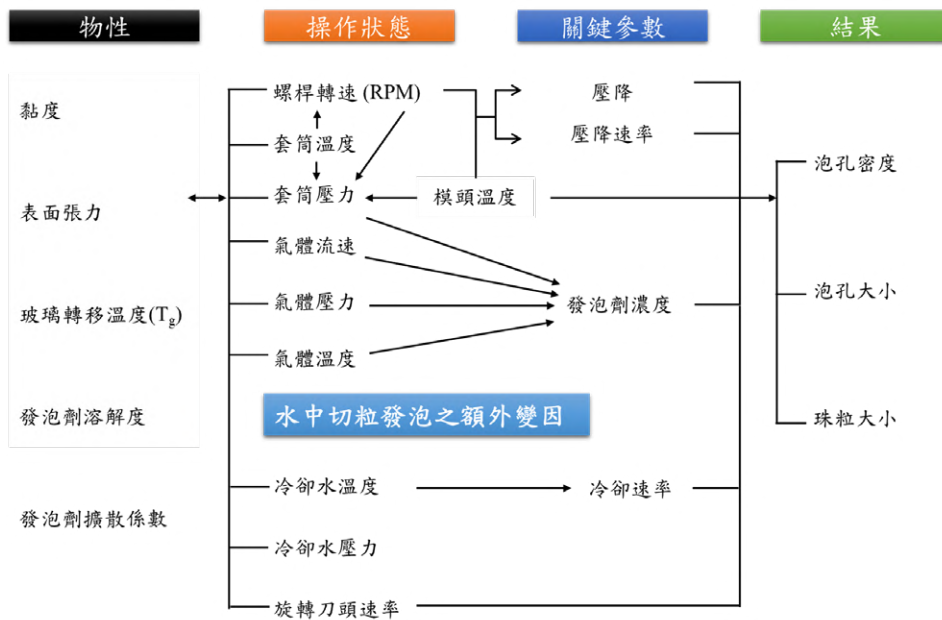 物性
操作狀態
關鍵參數
結果
黏度
表面張力
玻璃轉移溫度(Tg)
發泡劑溶解度
發泡劑擴散係數
螺桿轉速 (RPM)
套筒溫度
套筒壓力
氣體流速
氣體壓力
氣體溫度
水中切粒發泡之額外變因
冷卻水溫度
冷卻水壓力
旋轉刀頭速率
壓降
壓降速率
模頭溫度
發泡劑濃度
冷卻速率
泡孔密度
泡孔大小
珠粒大小